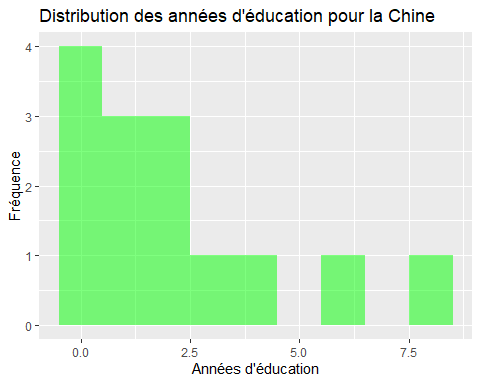 Distribution des années d'éducation pour la Chine
4
3
2
1
0
Fréquence
0.0 2.5 5.0 7.5
Années d'éducation